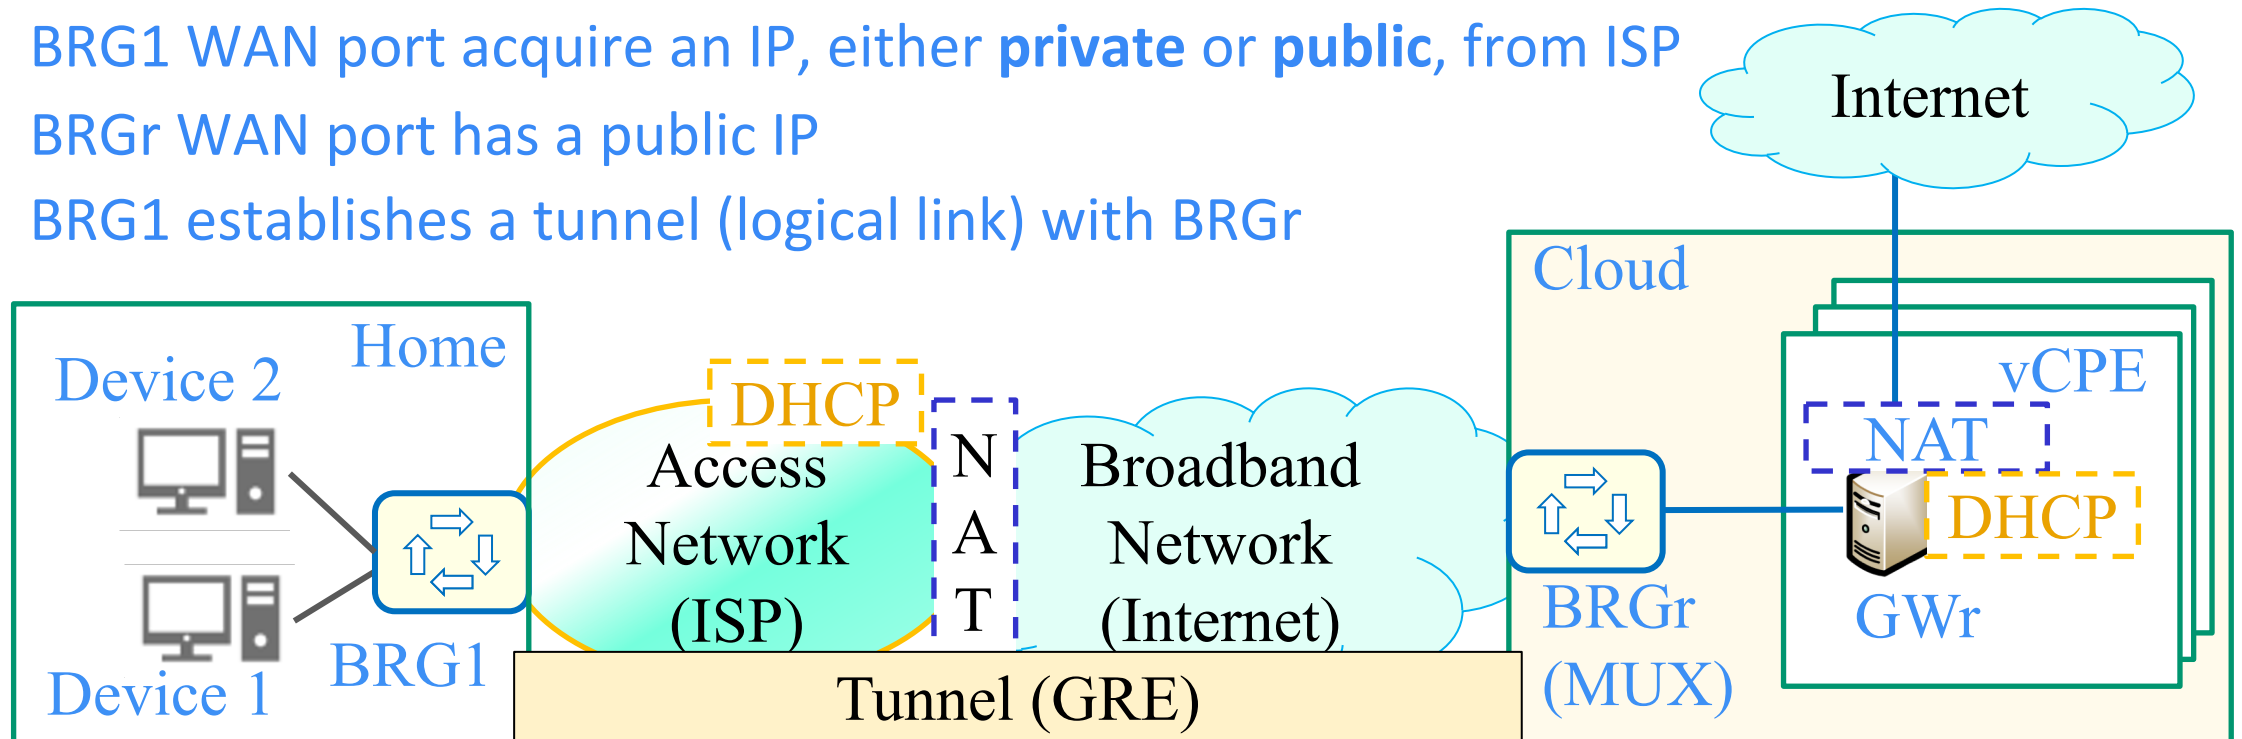 BRG1 WAN port acquire an IP, either private or public, from ISP
BRGr WAN port has a public IP
BRG1 establishes a tunnel (logical link) with BRGr
Internet
Cloud
Home
Device 2
Device 1
BRG1
DHCP
Access
Network
(ISP)
N
A
T
Broadband
Network
(Internet)
Tunnel (GRE)
BRGr
(MUX)
vCPE
NAT
DHCP
GWr